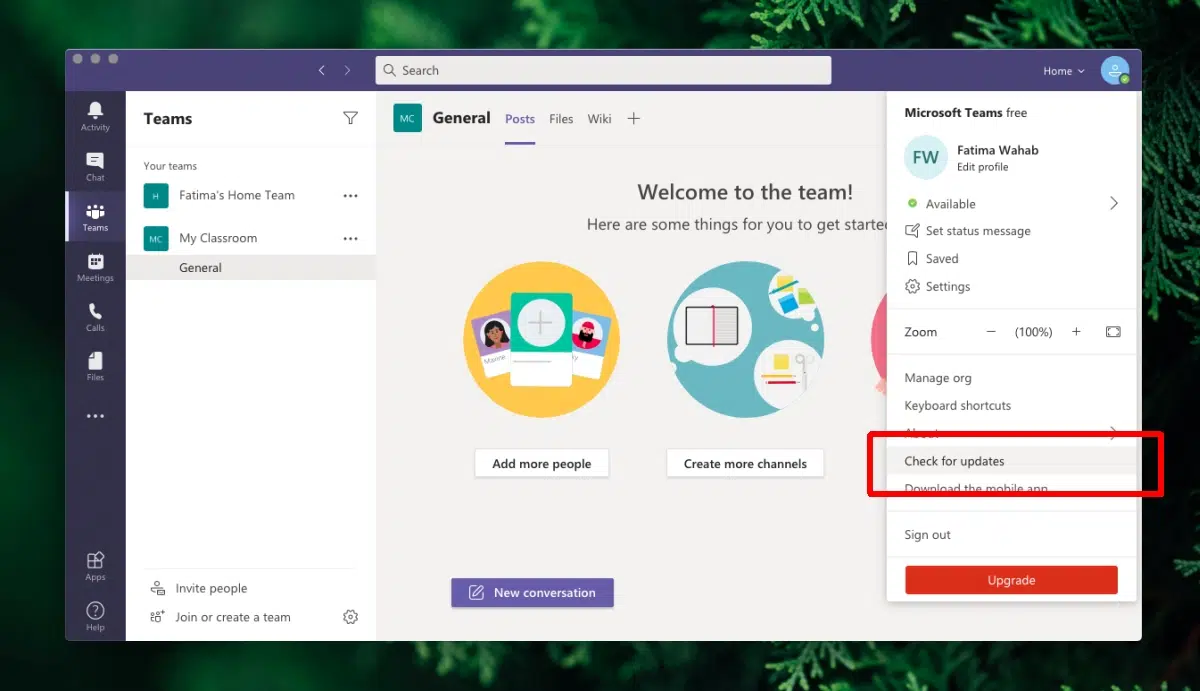 Search
Home
Activity
Chat
Teams
Meetings
Calls
Files
Apps
Help
Teams
Your teams
H
Fatima's Home Team
MC
My Classroom
General
Invite people
Join or create a team
MC
General
Posts
Files
Wiki
Welcome to the team!
Here are some things for you to get started
Add more people
Create more channels
New conversation
Microsoft Teams free
FW
Fatima Wahab
Edit profile
Available
Set status message
Saved
Settings
Zoom
(100%)
Manage org
Keyboard shortcuts
About
Check for updates
Download the mobile app
Sign out
Upgrade